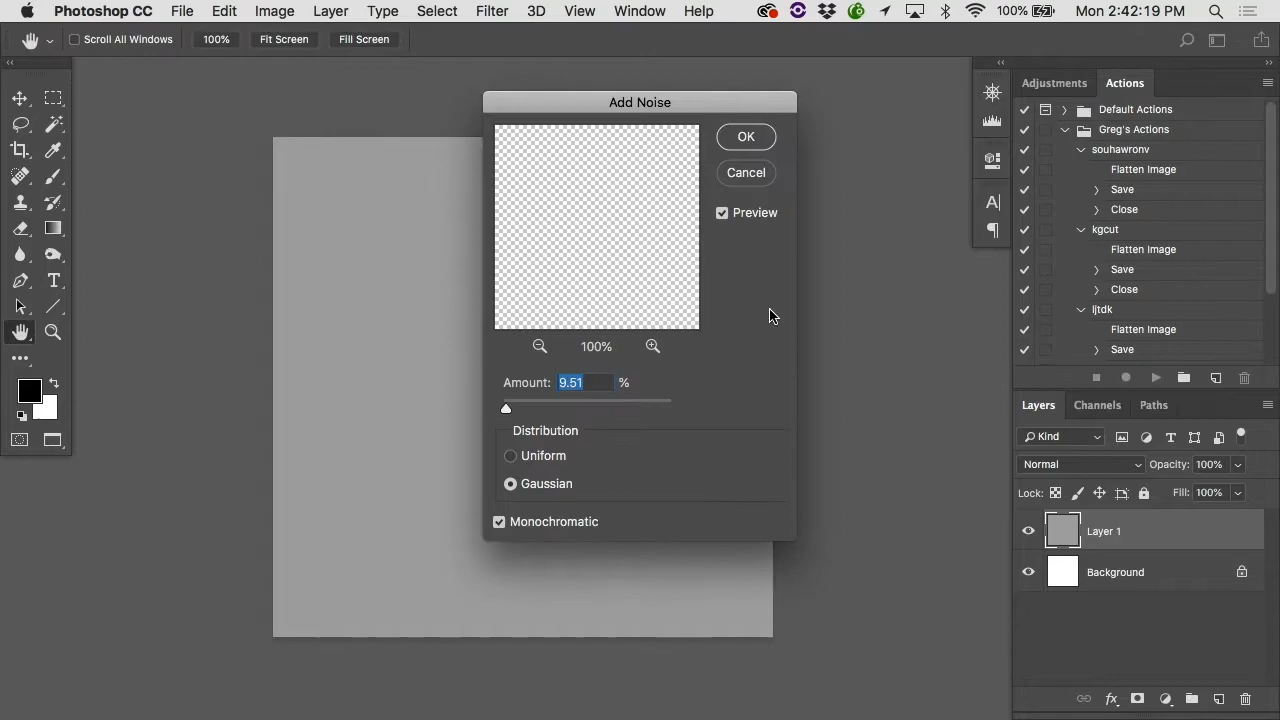 Photoshop CC File Edit Image Layer Type Select Filter 3D View Window Help 100% Mon 2:42:19 PM
Scroll All Windows 100% Fit Screen Fill Screen
Add Noise
OK
Cancel
Preview
100%
Amount: 9.51 %
Distribution
Uniform
Gaussian
Monochromatic
Adjustments Actions
Default Actions
Greg's Actions
souhawronv
Flatten Image
Save
Close
kgcut
Flatten Image
Save
Close
ljtdk
Flatten Image
Save
Layers Channels Paths
Kind
Normal Opacity: 100%
Lock: Fill: 100%
Layer 1
Background